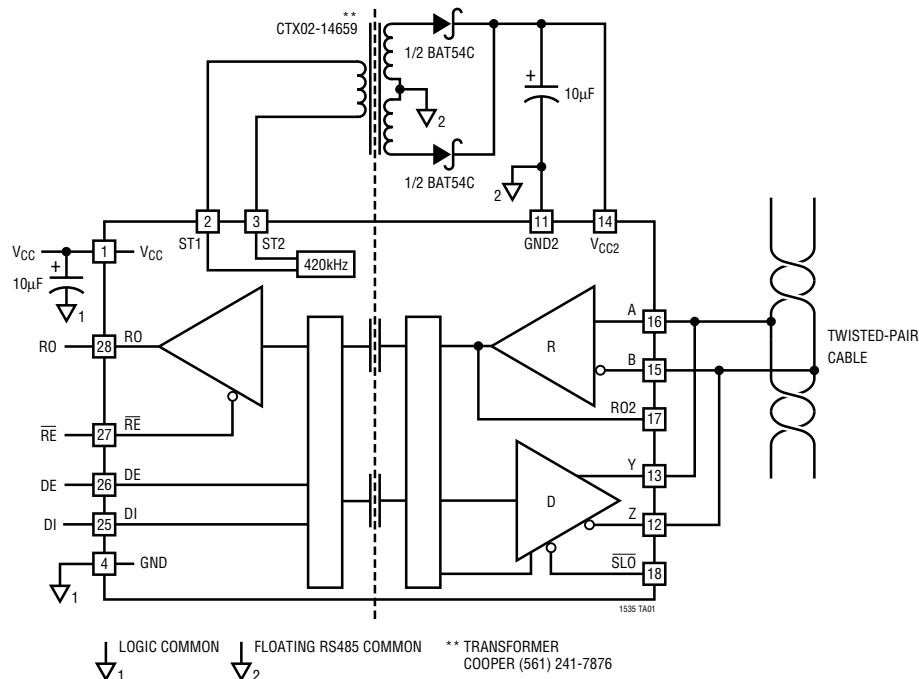 **
CTX02-14659
1/2 BAT54C
+
10µF
2
1/2 BAT54C
2
2
3
11
14
ST1
ST2
GND2
VCC2
420kHz
VCC
1
VCC
+
10µF
1
A
16
RO
28
RO
R
B
15
TWISTED-PAIR
CABLE
RO2
17
RE
27
RE
Y
13
DE
26
DE
D
DI
25
DI
Z
12
4
GND
SLO
18
1
1535 TA01
LOGIC COMMON
1
FLOATING RS485 COMMON
2
** TRANSFORMER
COOPER (561) 241-7876